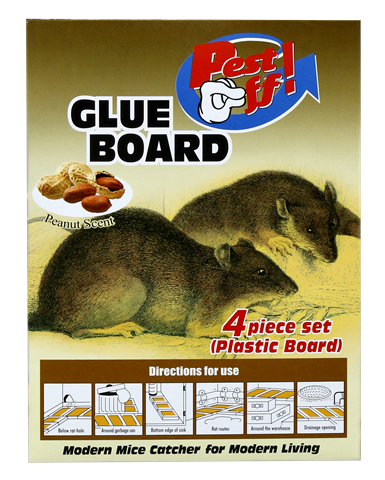 Pest
Off!
GLUE
BOARD
Peanut Scent
4 piece set
(Plastic Board)
Directions for use
Below rat-hole
Around garbage can
Bottom edge of sink
Rat routes
Around the warehouse
Drainage opening
Modern Mice Catcher for Modern Living